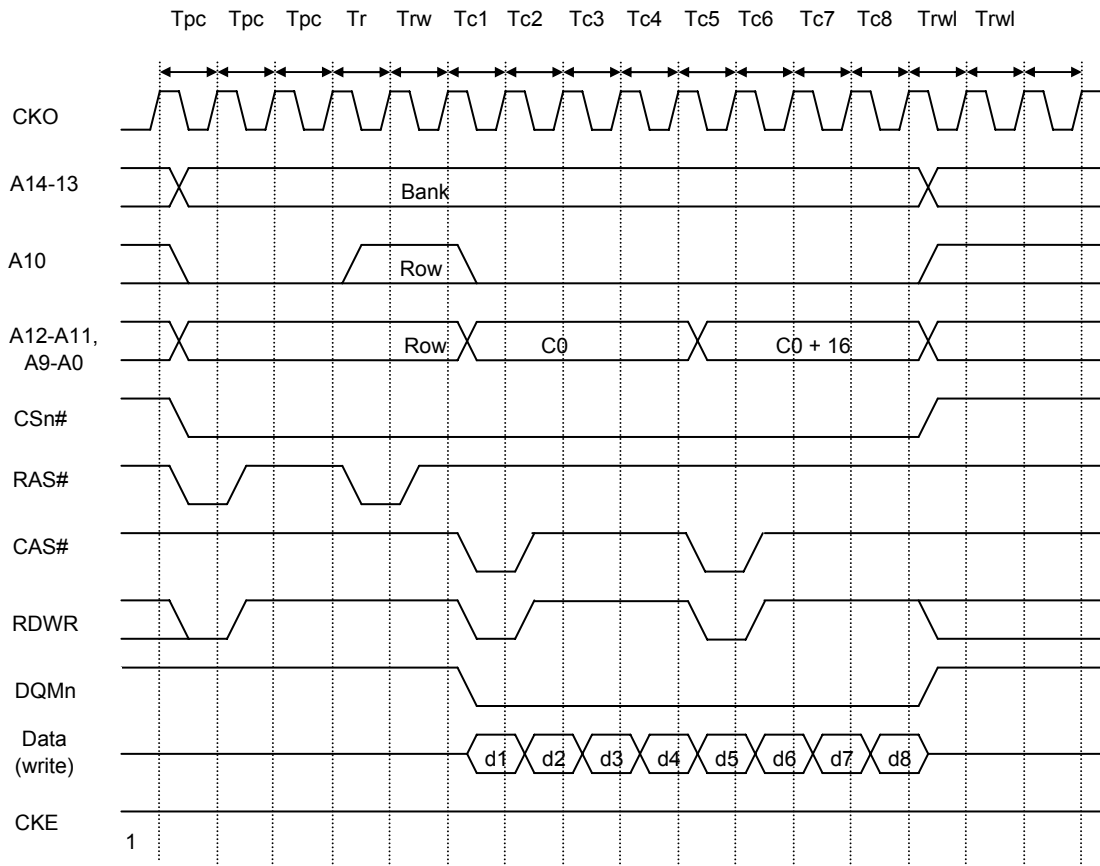 Tpc Tpc Tpc Tr Trw Tc1 Tc2 Tc3 Tc4 Tc5 Tc6 Tc7 Tc8 Trwl Trwl
CKO
A14-13
Bank
A10
Row
A12-A11,
A9-A0
Row C0 C0 + 16
CSn#
RAS#
CAS#
RDWR
DQMn
Data
(write)
d1 d2 d3 d4 d5 d6 d7 d8
CKE
1